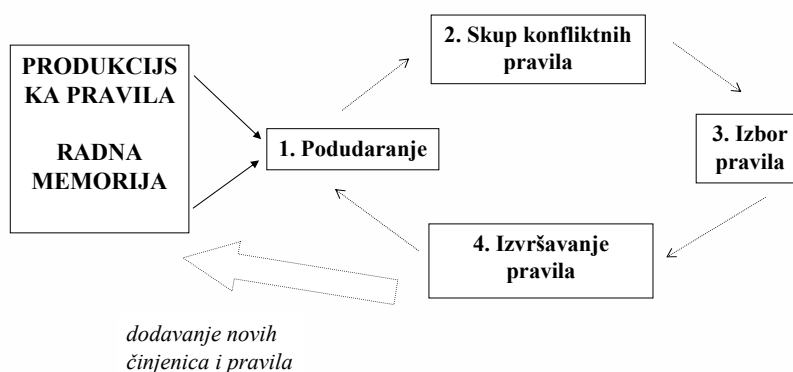 PRODUKCIJS
KA PRAVILA
RADNA
MEMORIJA
1. Podudaranje
2. Skup konfliktnih
pravila
3. Izbor
pravila
4. Izvršavanje
pravila
dodavanje novih
činjenica i pravila